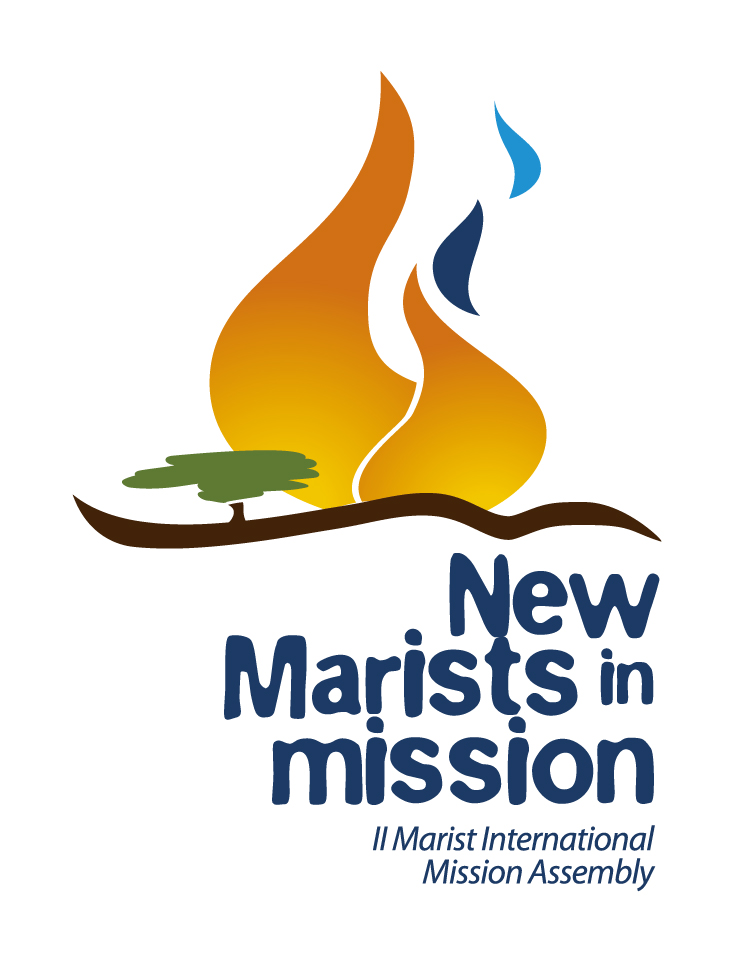 New
Marists in
mission
II Marist International
Mission Assembly